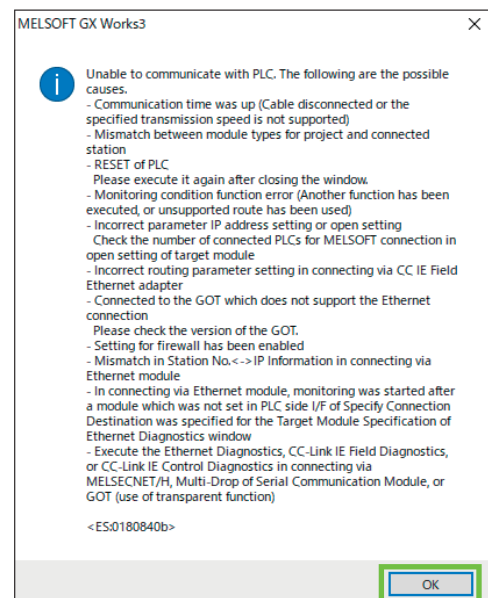 MELSOFT GX Works3
Unable to communicate with PLC. The following are the possible
causes.
- Communication time was up (Cable disconnected or the
specified transmission speed is not supported)
- Mismatch between module types for project and connected
station
- RESET of PLC
Please execute it again after closing the window.
- Monitoring condition function error (Another function has been
executed, or unsupported route has been used)
- Incorrect parameter IP address setting or open setting
Check the number of connected PLCs for MELSOFT connection in
open setting of target module
- Incorrect routing parameter setting in connecting via CC IE Field
Ethernet adapter
- Connected to the GOT which does not support the Ethernet
connection
Please check the version of the GOT.
- Setting for firewall has been enabled
- Mismatch in Station No.<->IP Information in connecting via
Ethernet module
- In connecting via Ethernet module, monitoring was started after
a module which was not set in PLC side I/F of Specify Connection
Destination was specified for the Target Module Specification of
Ethernet Diagnostics window
- Execute the Ethernet Diagnostics, CC-Link IE Field Diagnostics,
or CC-Link IE Control Diagnostics in connecting via
MELSECNET/H, Multi-Drop of Serial Communication Module, or
GOT (use of transparent function)
<ES:0180840b>
OK